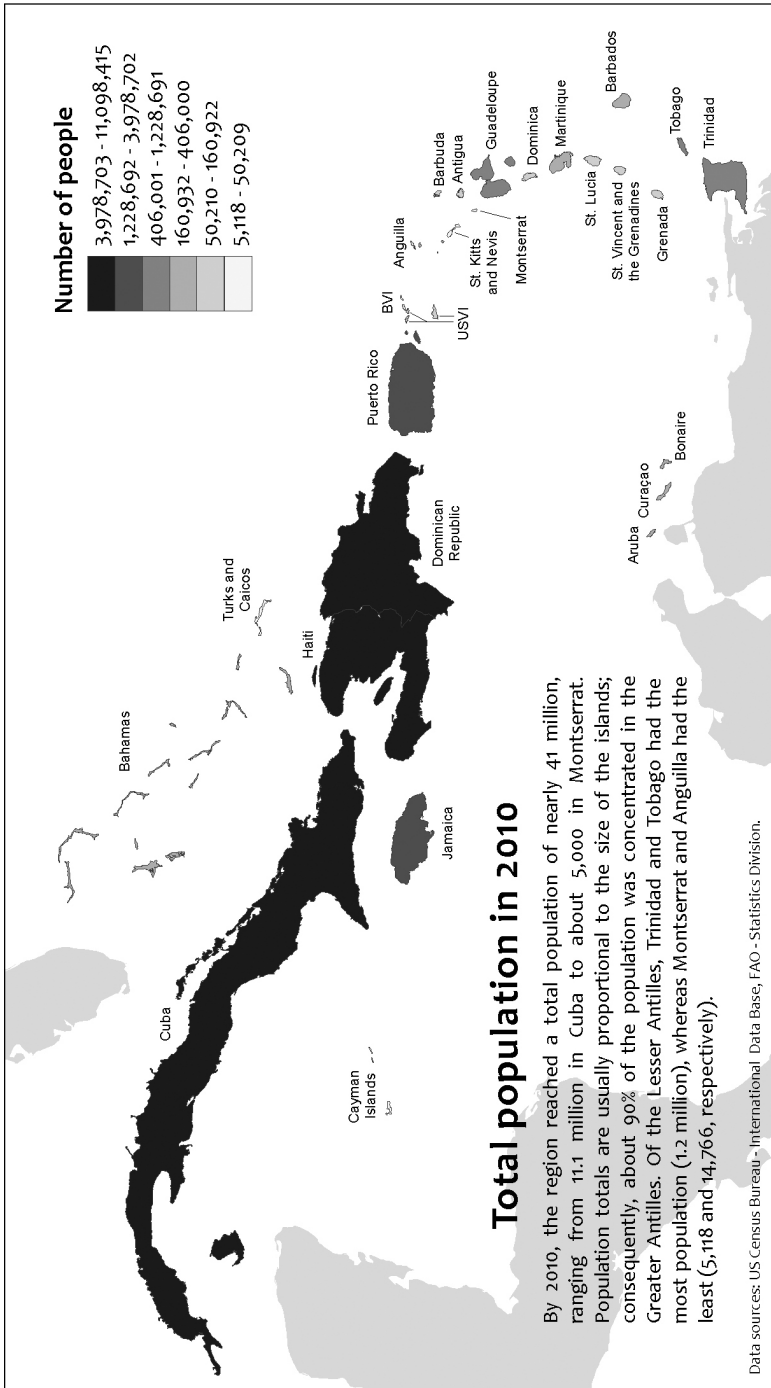 Number of people
3,978,703 - 11,098,415
1,228,692 - 3,978,702
406,001 - 1,228,691
160,932 - 406,000
50,210 - 160,922
5,118 - 50,209
Cuba
Bahamas
Turks and
Caicos
Haiti
Dominican
Republic
Jamaica
Cayman
Islands
Puerto Rico
BVI
USVI
Anguilla
St. Kitts
and Nevis
Montserrat
Barbuda
Antigua
Guadeloupe
Dominica
Martinique
St. Lucia
St. Vincent and
the Grenadines
Barbados
Grenada
Tobago
Trinidad
Aruba
Curaçao
Bonaire
Total population in 2010
By 2010, the region reached a total population of nearly 41 million,
ranging from 11.1 million in Cuba to about 5,000 in Montserrat.
Population totals are usually proportional to the size of the islands;
consequently, about 90% of the population was concentrated in the
Greater Antilles. Of the Lesser Antilles, Trinidad and Tobago had the
most population (1.2 million), whereas Montserrat and Anguilla had the
least (5,118 and 14,766, respectively).
Data sources: US Census Bureau - International Data Base, FAO - Statistics Division.